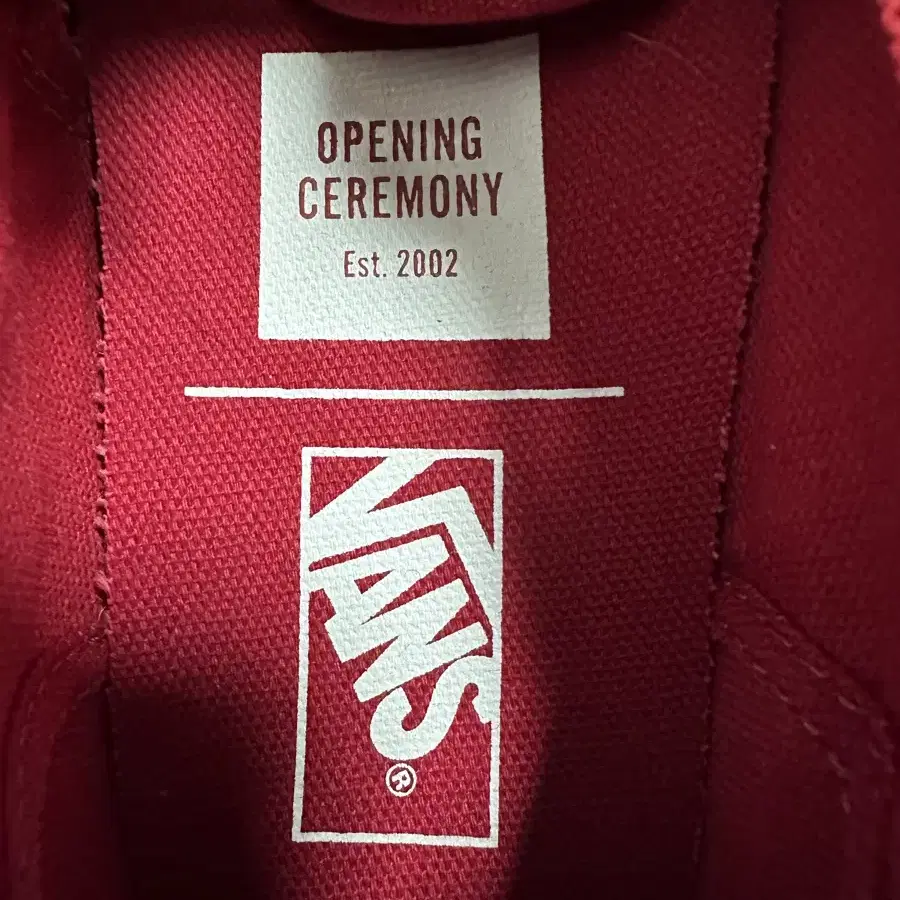 OPENING
CEREMONY
Est. 2002
VANS
®